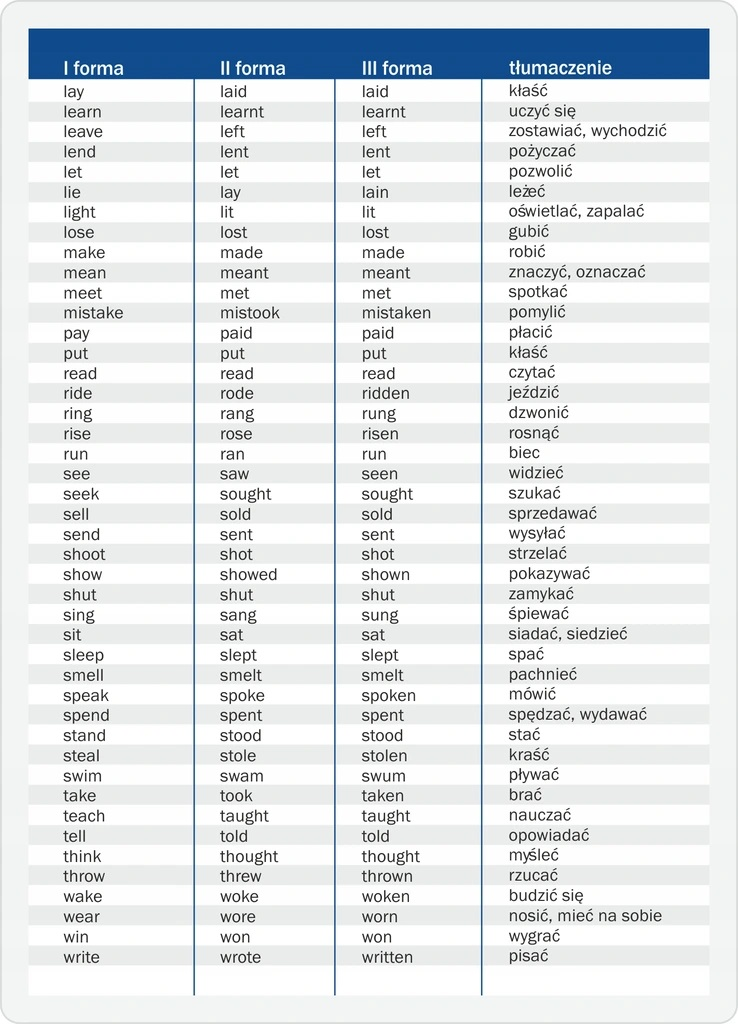 I forma II forma III forma tłumaczenie
lay laid laid kłaść
learn learnt learnt uczyć się
leave left left zostawiać, wychodzić
lend lent lent pożyczać
let let let pozwolić
lie lay lain leżeć
light lit lit oświetlać, zapalać
lose lost lost gubić
make made made robić
mean meant meant znaczyć, oznaczać
meet met met spotkać
mistake mistook mistaken pomylić
pay paid paid płacić
put put put kłaść
read read read czytać
ride rode ridden jeździć
ring rang rung dzwonić
rise rose risen rosnąć
run ran run biec
see saw seen widzieć
seek sought sought szukać
sell sold sold sprzedawać
send sent sent wysyłać
shoot shot shot strzelać
show showed shown pokazywać
shut shut shut zamykać
sing sang sung śpiewać
sit sat sat siadać, siedzieć
sleep slept slept spać
smell smelt smelt pachnieć
speak spoke spoken mówić
spend spent spent spędzać, wydawać
stand stood stood stać
steal stole stolen kraść
swim swam swum pływać
take took taken brać
teach taught taught nauczać
tell told told opowiadać
think thought thought myśleć
throw threw thrown rzucać
wake woke woken budzić się
wear wore worn nosić, mieć na sobie
win won won wygrać
write wrote written pisać